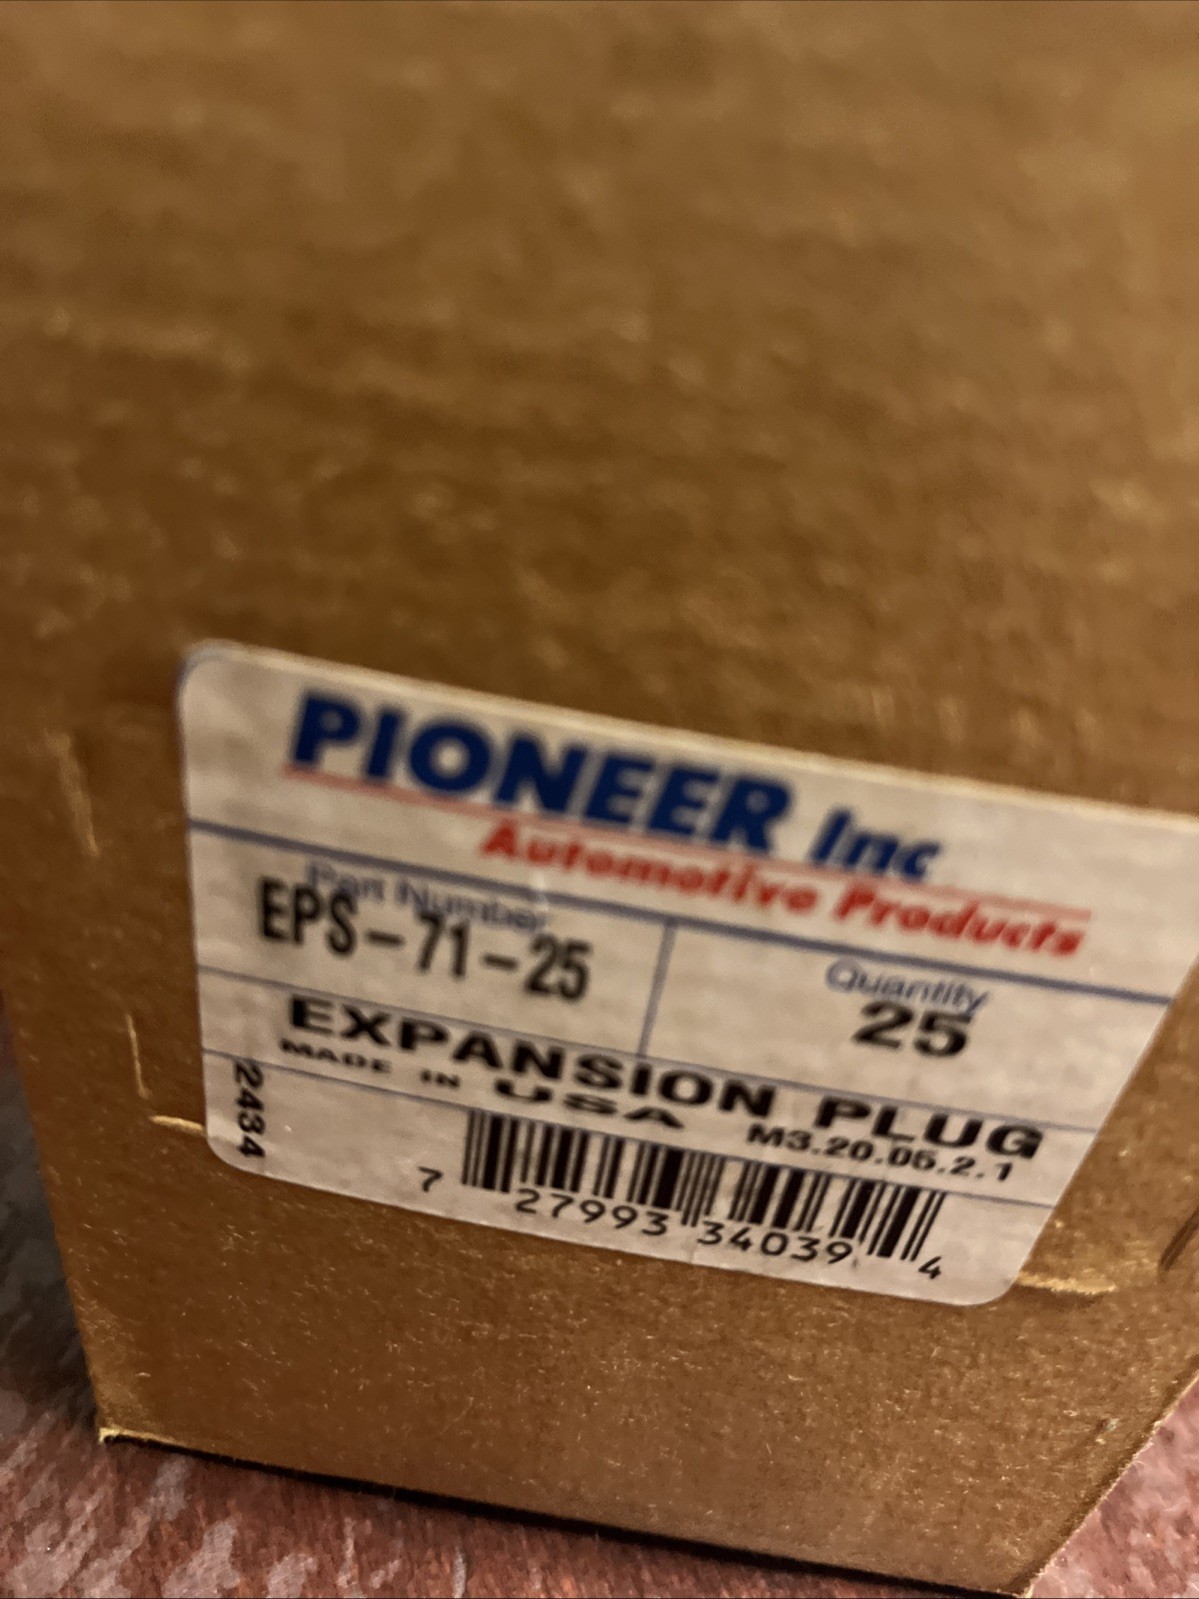 PIONEER Inc
Automotive Products
Part Number
EPS-71-25
Quantity
25
EXPANSION PLUG
MADE IN USA
M3.20.05.2.1
2434
7 27993 34039 4